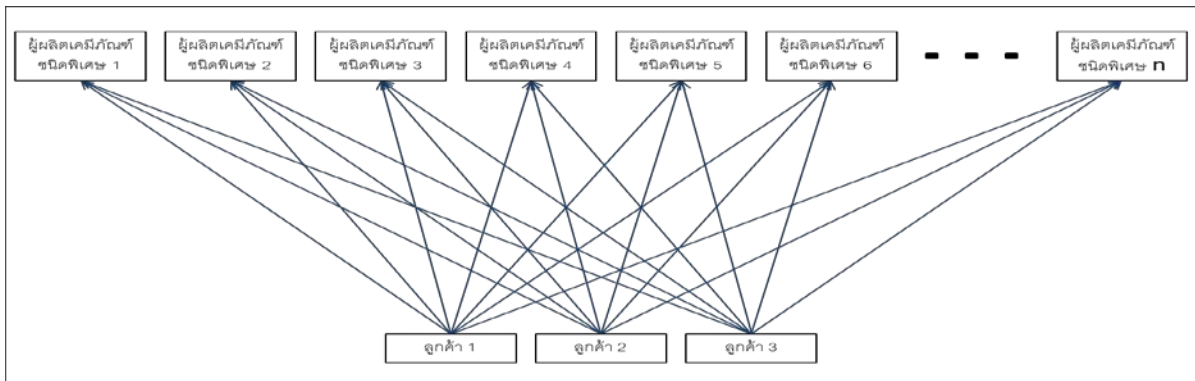 ผู้ผลิตเคมีภัณฑ์
ชนิดพิเศษ 1
ผู้ผลิตเคมีภัณฑ์
ชนิดพิเศษ 2
ผู้ผลิตเคมีภัณฑ์
ชนิดพิเศษ 3
ผู้ผลิตเคมีภัณฑ์
ชนิดพิเศษ 4
ผู้ผลิตเคมีภัณฑ์
ชนิดพิเศษ 5
ผู้ผลิตเคมีภัณฑ์
ชนิดพิเศษ 6
- - -
ผู้ผลิตเคมีภัณฑ์
ชนิดพิเศษ n
ลูกค้า 1
ลูกค้า 2
ลูกค้า 3